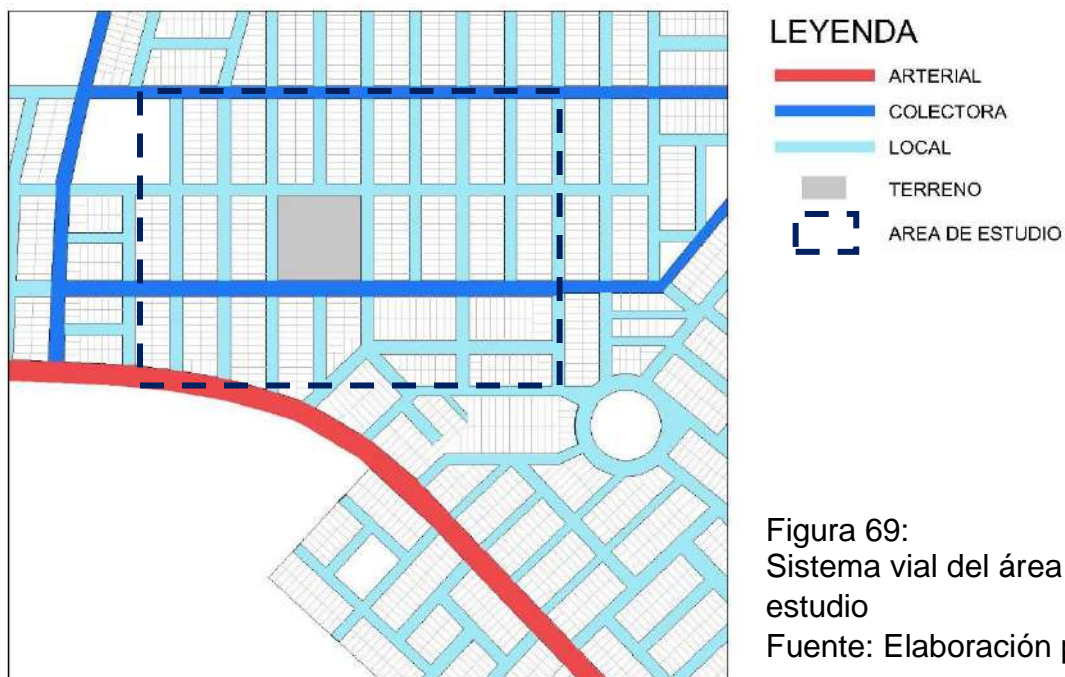 LEYENDA
ARTERIAL
COLECTORA
LOCAL
TERRENO
AREA DE ESTUDIO
Figura 69:
Sistema vial del área
estudio
Fuente: Elaboración